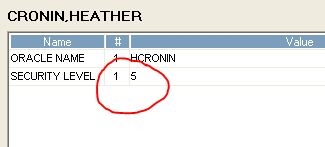 CRONIN,HEATHER
Name # Value
ORACLE NAME 1 HCRONIN
SECURITY LEVEL 1 5